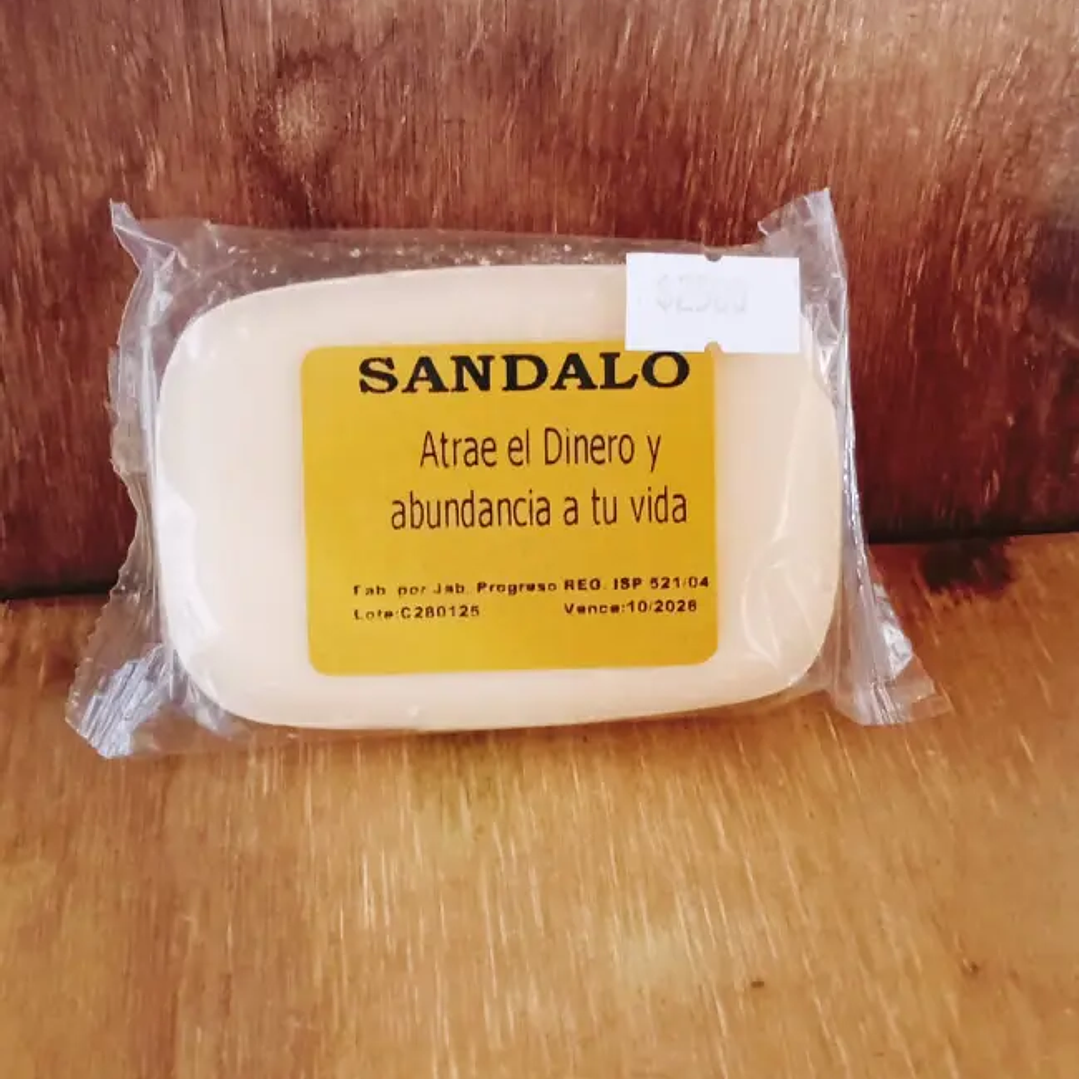 SANDALO
Atrae el Dinero y
abundancia a tu vida
Fab por Jab. Progreso REG. ISP 521/04
Lote:C280125 Vence:10/2028